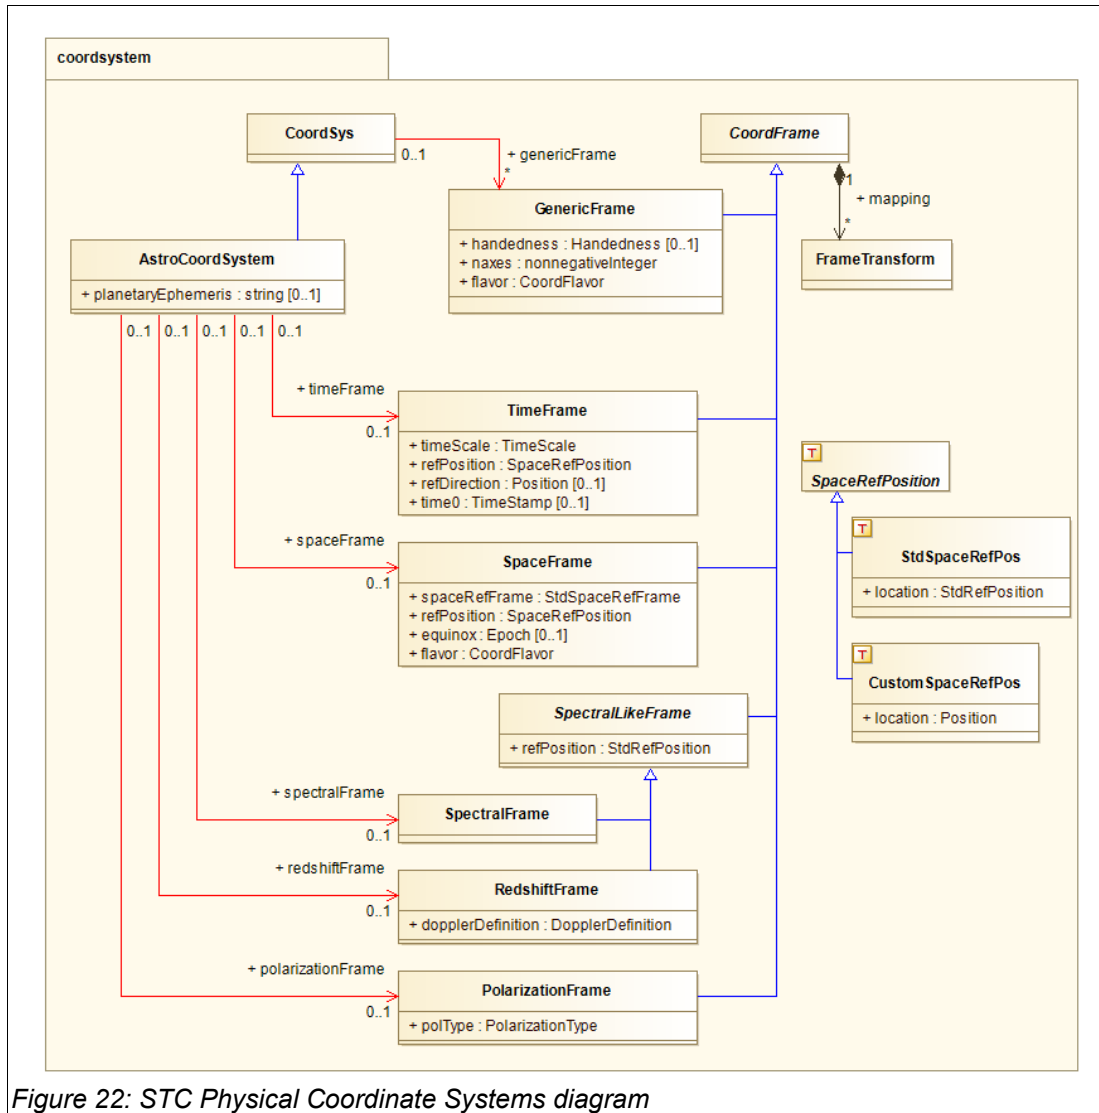 coordsystem
CoordSys
CoordFrame
0..1
+ genericFrame
*
1
+ mapping
*
GenericFrame
+ handedness : Handedness [0..1]
+ naxes : nonnegativeInteger
+ flavor : CoordFlavor
FrameTransform
AstroCoordSystem
+ planetaryEphemeris : string [0..1]
0..1 0..1 0..1 0..1 0..1
+ timeFrame
0..1
TimeFrame
+ timeScale : TimeScale
+ refPosition : SpaceRefPosition
+ refDirection : Position [0..1]
+ time0 : TimeStamp [0..1]
T
SpaceRefPosition
T
StdSpaceRefPos
+ location : StdRefPosition
+ spaceFrame
0..1
SpaceFrame
+ spaceRefFrame : StdSpaceRefFrame
+ refPosition : SpaceRefPosition
+ equinox : Epoch [0..1]
+ flavor : CoordFlavor
T
CustomSpaceRefPos
+ location : Position
SpectralLikeFrame
+ refPosition : StdRefPosition
+ spectralFrame
0..1
SpectralFrame
+ redshiftFrame
0..1
RedshiftFrame
+ dopplerDefinition : DopplerDefinition
+ polarizationFrame
0..1
PolarizationFrame
+ polType : PolarizationType
Figure 22: STC Physical Coordinate Systems diagram